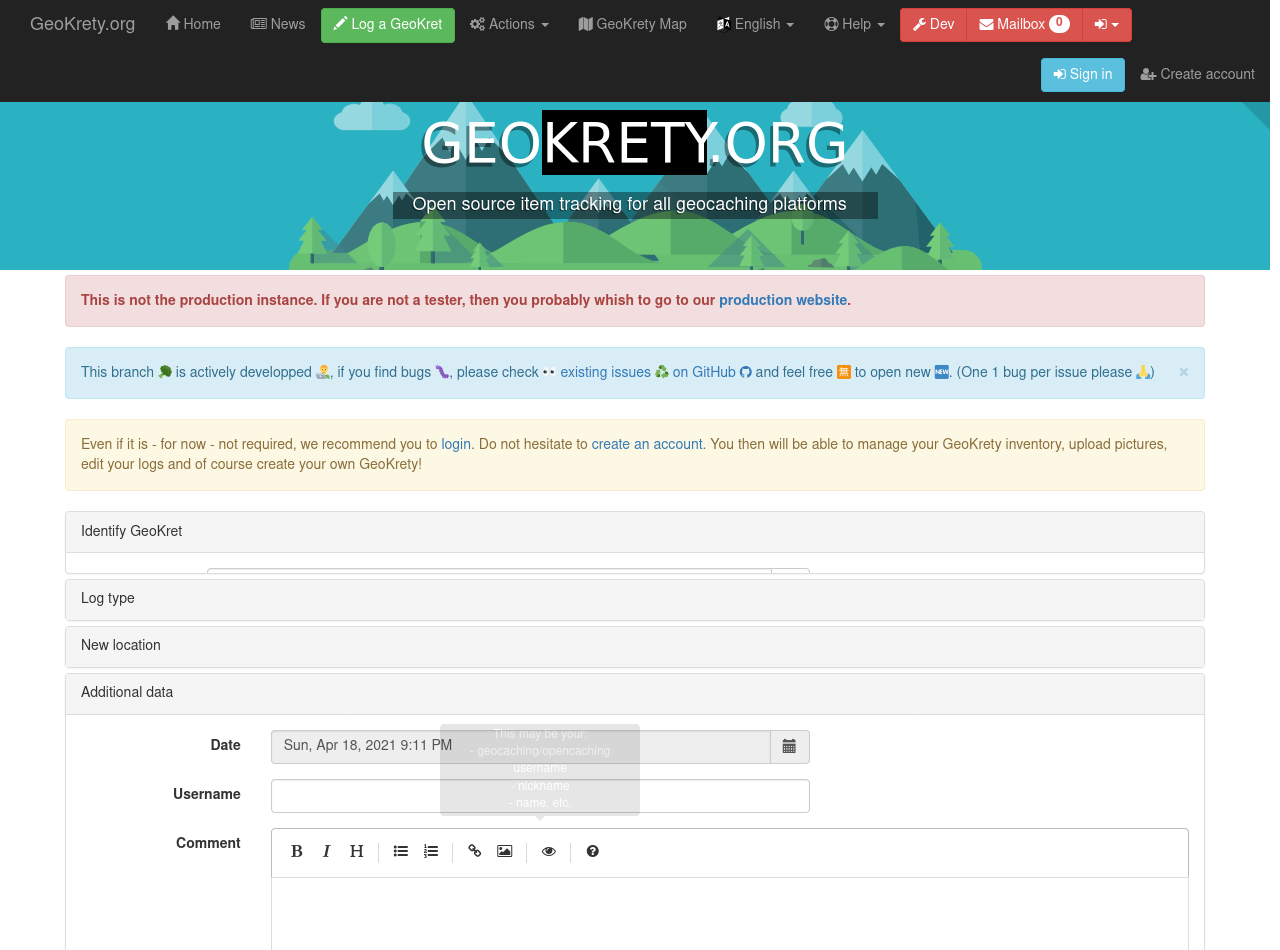 GeoKrety.org Home News Log a GeoKret Actions GeoKrety Map English Help Dev Mailbox 0
Sign in Create account
GEOKRETY.ORG
Open source item tracking for all geocaching platforms
This is not the production instance. If you are not a tester, then you probably whish to go to our production website.
This branch 🌳 is actively developped 👨‍🔬, if you find bugs 🐛, please check 👀 existing issues ♻ on GitHub and feel free 🈚 to open new 🆕. (One 1 bug per issue please 🙏) ×
Even if it is - for now - not required, we recommend you to login. Do not hesitate to create an account. You then will be able to manage your GeoKrety inventory, upload pictures,
edit your logs and of course create your own GeoKrety!
Identify GeoKret
Log type
New location
Additional data
Date Sun, Apr 18, 2021 9:11 PM
This may be your:
- geocaching/opencaching
username
- nickname
- name, etc.
Username
Comment
B I H